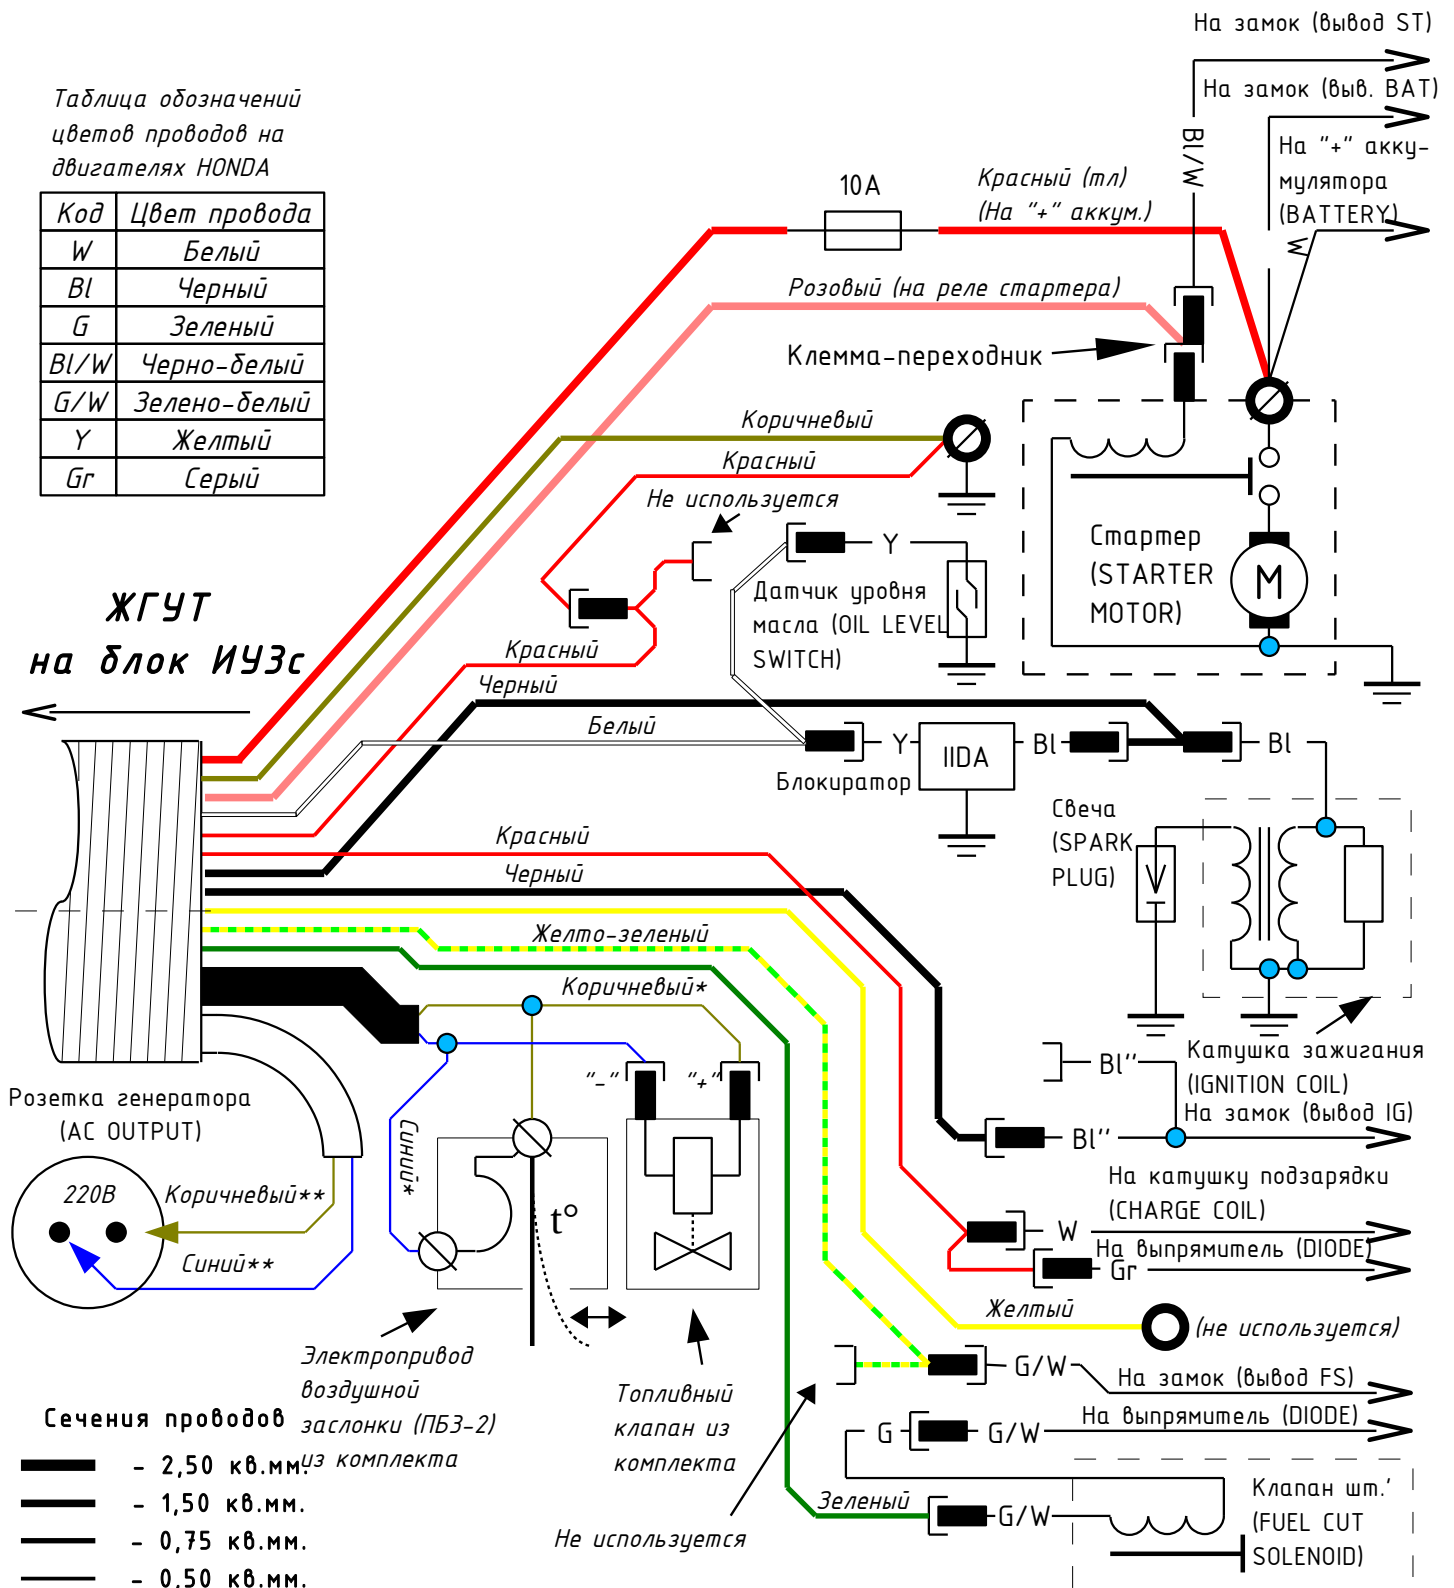 На замок (вывод ST)
На замок (выв. BAT)
На "+" акку-
мулятора
(BATTERY)
Bl/W
W
Таблица обозначений
цветов проводов на
двигателях HONDA
Код Цвет провода
W Белый
Bl Черный
G Зеленый
Bl/W Черно-белый
G/W Зелено-белый
Y Желтый
Gr Серый
10А
Красный (тл)
(На "+" аккум.)
Розовый (на реле стартера)
Клемма-переходник
Коричневый
Красный
Не используется
Y
Датчик уровня
масла (OIL LEVEL
SWITCH)
Стартер
(STARTER
MOTOR)
M
ЖГУТ
на блок ИУЗс
Красный
Черный
Белый
Y
IIDA
Bl
Bl
Блокиратор
Свеча
(SPARK
PLUG)
Красный
Черный
Желто-зеленый
Коричневый*
"-"
"+"
Синий*
Катушка зажигания
(IGNITION COIL)
Bl''
На замок (вывод IG)
Bl''
Розетка генератора
(AC OUTPUT)
220В
Коричневый**
Синий**
t°
На катушку подзарядки
(CHARGE COIL)
W
На выпрямитель (DIODE)
Gr
Желтый
(не используется)
Электропривод
воздушной
заслонки (ПБЗ-2)
из комплекта
Топливный
клапан из
комплекта
G/W
На замок (вывод FS)
На выпрямитель (DIODE)
G
G/W
Зеленый
G/W
Не используется
Клапан шт.'
(FUEL CUT
SOLENOID)
Сечения проводов
- 2,50 кв.мм.
- 1,50 кв.мм.
- 0,75 кв.мм.
- 0,50 кв.мм.